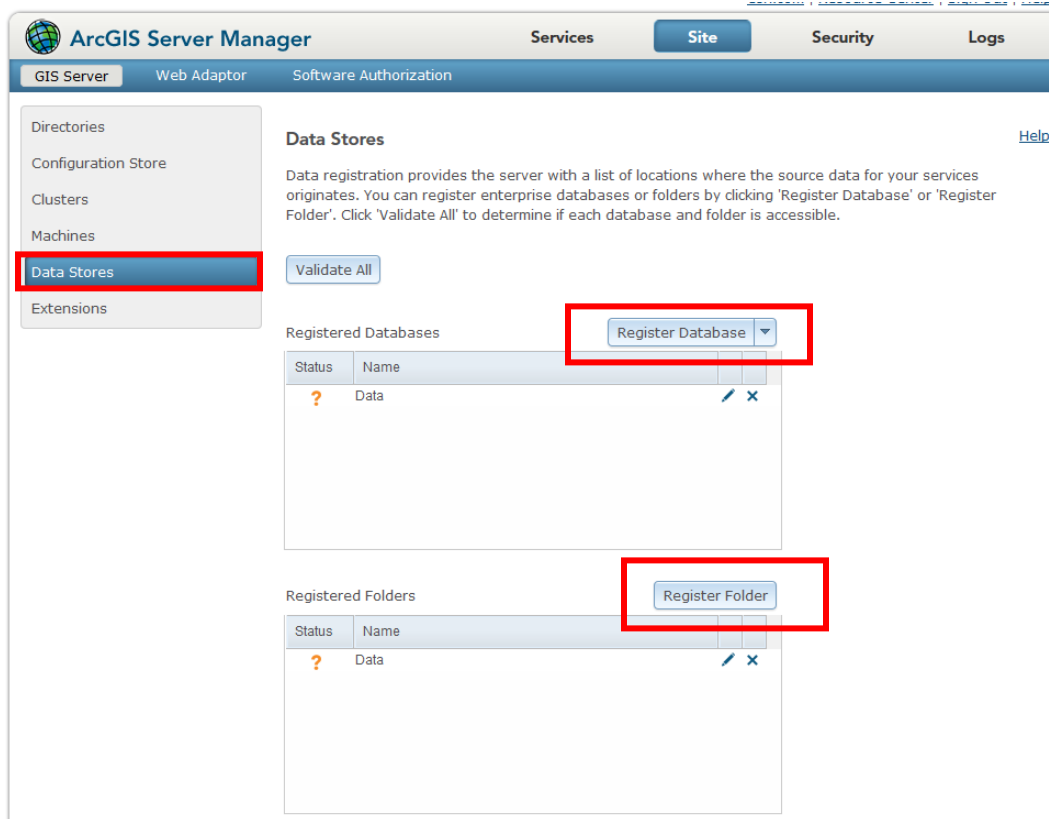 ArcGIS Server Manager
Services
Site
Security
Logs
GIS Server
Web Adaptor
Software Authorization
Directories
Configuration Store
Clusters
Machines
Data Stores
Extensions
Data Stores
Help
Data registration provides the server with a list of locations where the source data for your services
originates. You can register enterprise databases or folders by clicking 'Register Database' or 'Register
Folder'. Click 'Validate All' to determine if each database and folder is accessible.
Validate All
Registered Databases
Register Database
Status Name
? Data
Registered Folders
Register Folder
Status Name
? Data